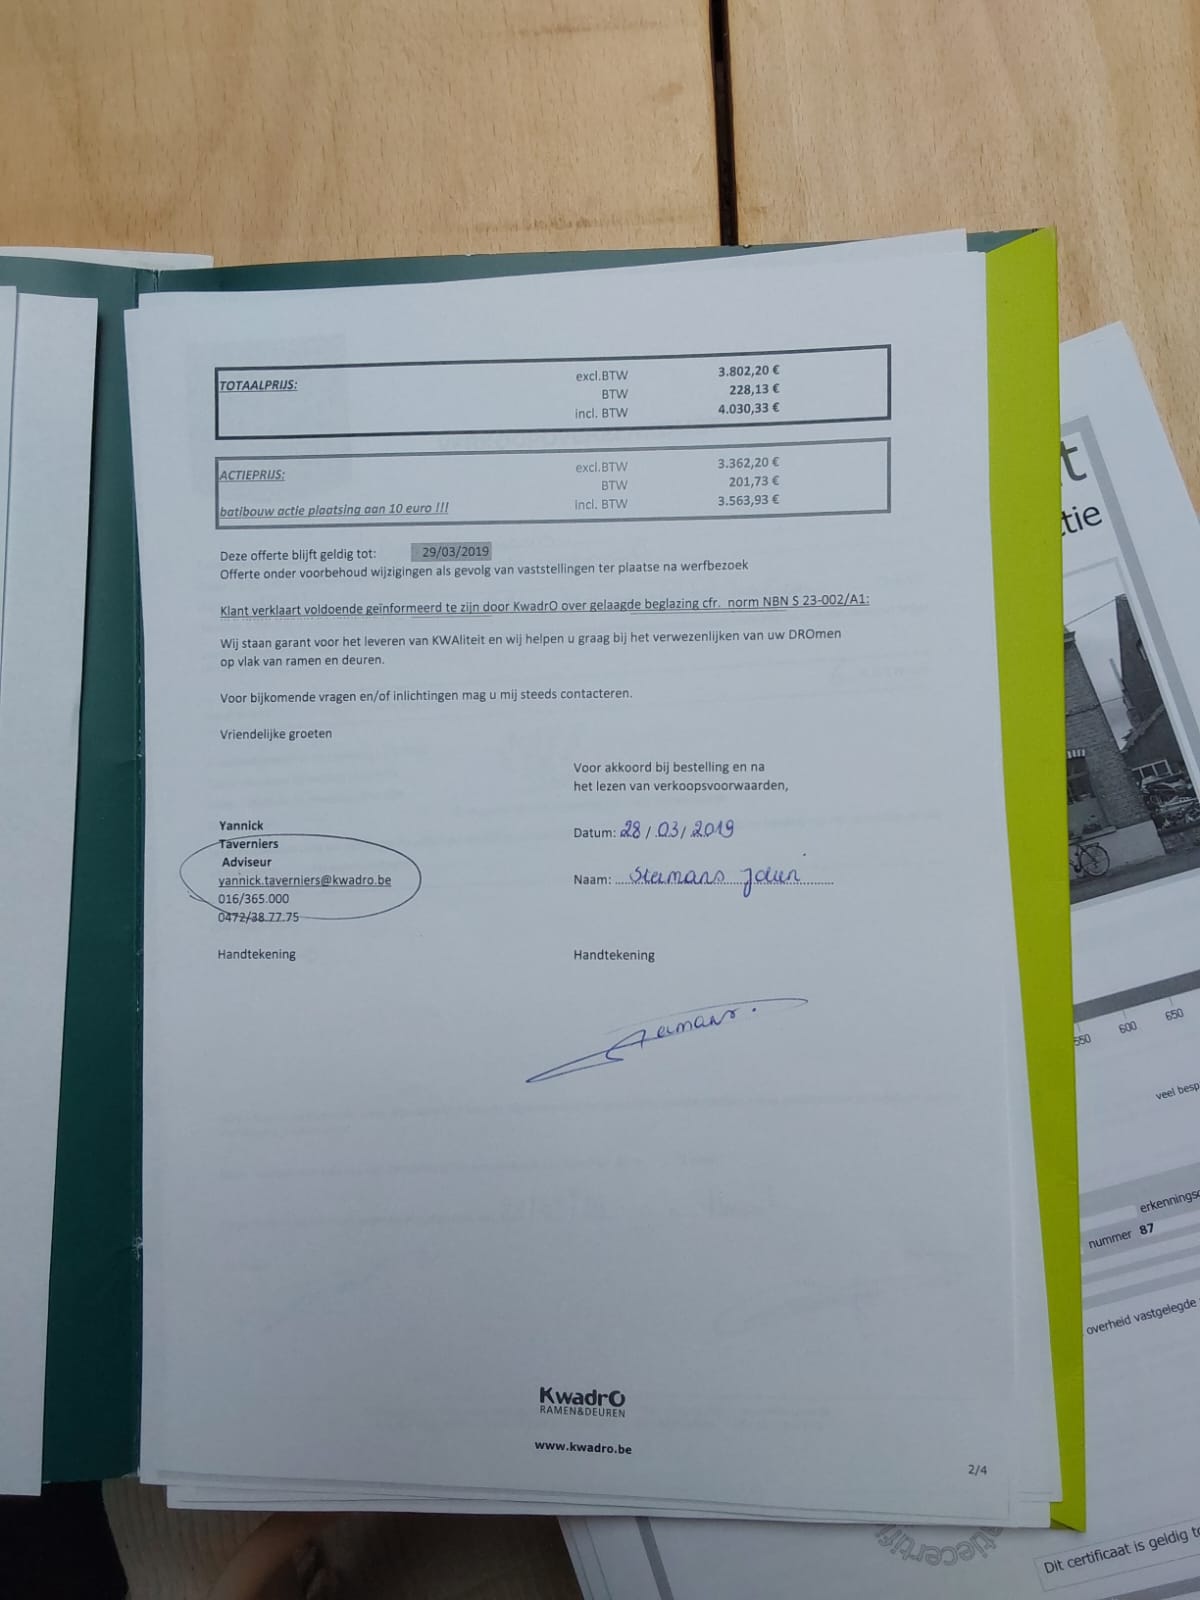 TOTAALPRIJS:
excl.BTW 3.802,20 €
BTW 228,13 €
incl. BTW 4.030,33 €
ACTIEPRIJS:
excl.BTW 3.362,20 €
BTW 201,73 €
batibouw actie plaatsing aan 10 euro !!! incl. BTW 3.563,93 €
Deze offerte blijft geldig tot: 29/03/2019
Offerte onder voorbehoud wijzigingen als gevolg van vaststellingen ter plaatse na werfbezoek
Klant verklaart voldoende geïnformeerd te zijn door KwadrO over gelaagde beglazing cfr. norm NBN S 23-002/A1:
Wij staan garant voor het leveren van KWAliteit en wij helpen u graag bij het verwezenlijken van uw DROmen
op vlak van ramen en deuren.
Voor bijkomende vragen en/of inlichtingen mag u mij steeds contacteren.
Vriendelijke groeten
Voor akkoord bij bestelling en na
het lezen van verkoopsvoorwaarden,
Yannick
Taverniers
Adviseur
yannick.taverniers@kwadro.be
016/365.000
0472/38.77.75
Datum: 28/03/2019
Naam:
Handtekening
Handtekening
KwadrO
RAMEN&DEUREN
www.kwadro.be
2/4
t
tie
550 600 650
veel besp
erkenningsc
nummer 87
overheid vastgelegde
Dit certificaat is geldig to